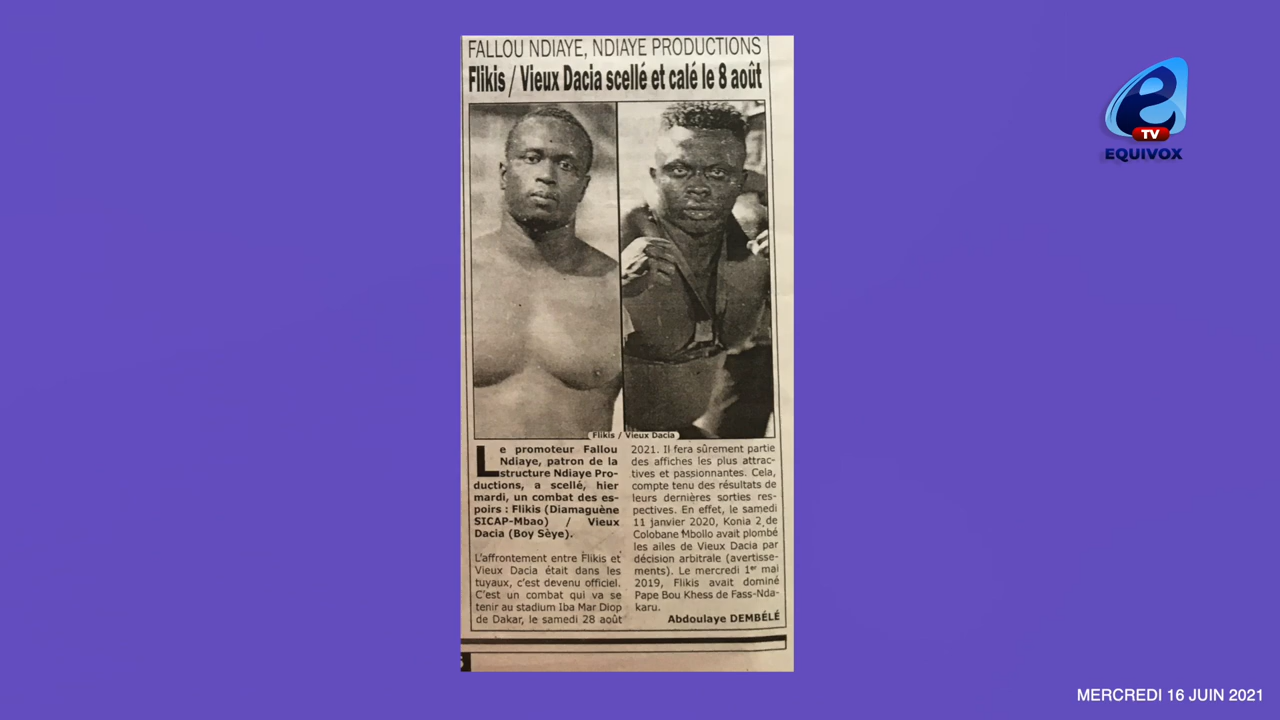 FALLOU NDIAYE, NDIAYE PRODUCTIONS
Flikis / Vieux Dacia scellé et calé le 8 août
Flikis / Vieux Dacia
Le promoteur Fallou
Ndiaye, patron de la
structure Ndiaye Pro-
ductions, a scellé, hier
mardi, un combat des es-
poirs : Flikis (Diamaguène
SICAP-Mbao) / Vieux
Dacia (Boy Sèye).
L'affrontement entre Flikis et
Vieux Dacia était dans les
tuyaux, c'est devenu officiel.
C'est un combat qui va se
tenir au stadium Iba Mar Diop
de Dakar, le samedi 28 août
2021. Il fera sûrement partie
des affiches les plus attrac-
tives et passionnantes. Cela,
compte tenu des résultats de
leurs dernières sorties res-
pectives. En effet, le samedi
11 janvier 2020, Konia 2 de
Colobane Mbollo avait plombé
les ailes de Vieux Dacia par
décision arbitrale (avertisse-
ments). Le mercredi 1er mai
2019, Flikis avait dominé
Pape Bou Khess de Fass-Nda-
karu.
Abdoulaye DEMBÉLÉ
e
TV
EQUIVOX
MERCREDI 16 JUIN 2021